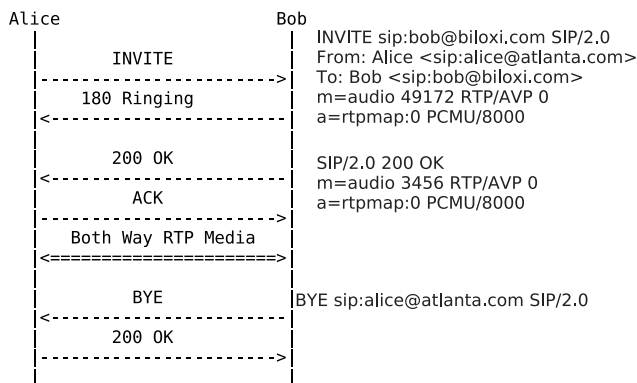 Alice Bob
INVITE sip:bob@biloxi.com SIP/2.0
INVITE From: Alice <sip:alice@atlanta.com>
To: Bob <sip:bob@biloxi.com>
180 Ringing m=audio 49172 RTP/AVP 0
a=rtpmap:0 PCMU/8000
200 OK SIP/2.0 200 OK
m=audio 3456 RTP/AVP 0
ACK a=rtpmap:0 PCMU/8000
Both Way RTP Media
BYE BYE sip:alice@atlanta.com SIP/2.0
200 OK